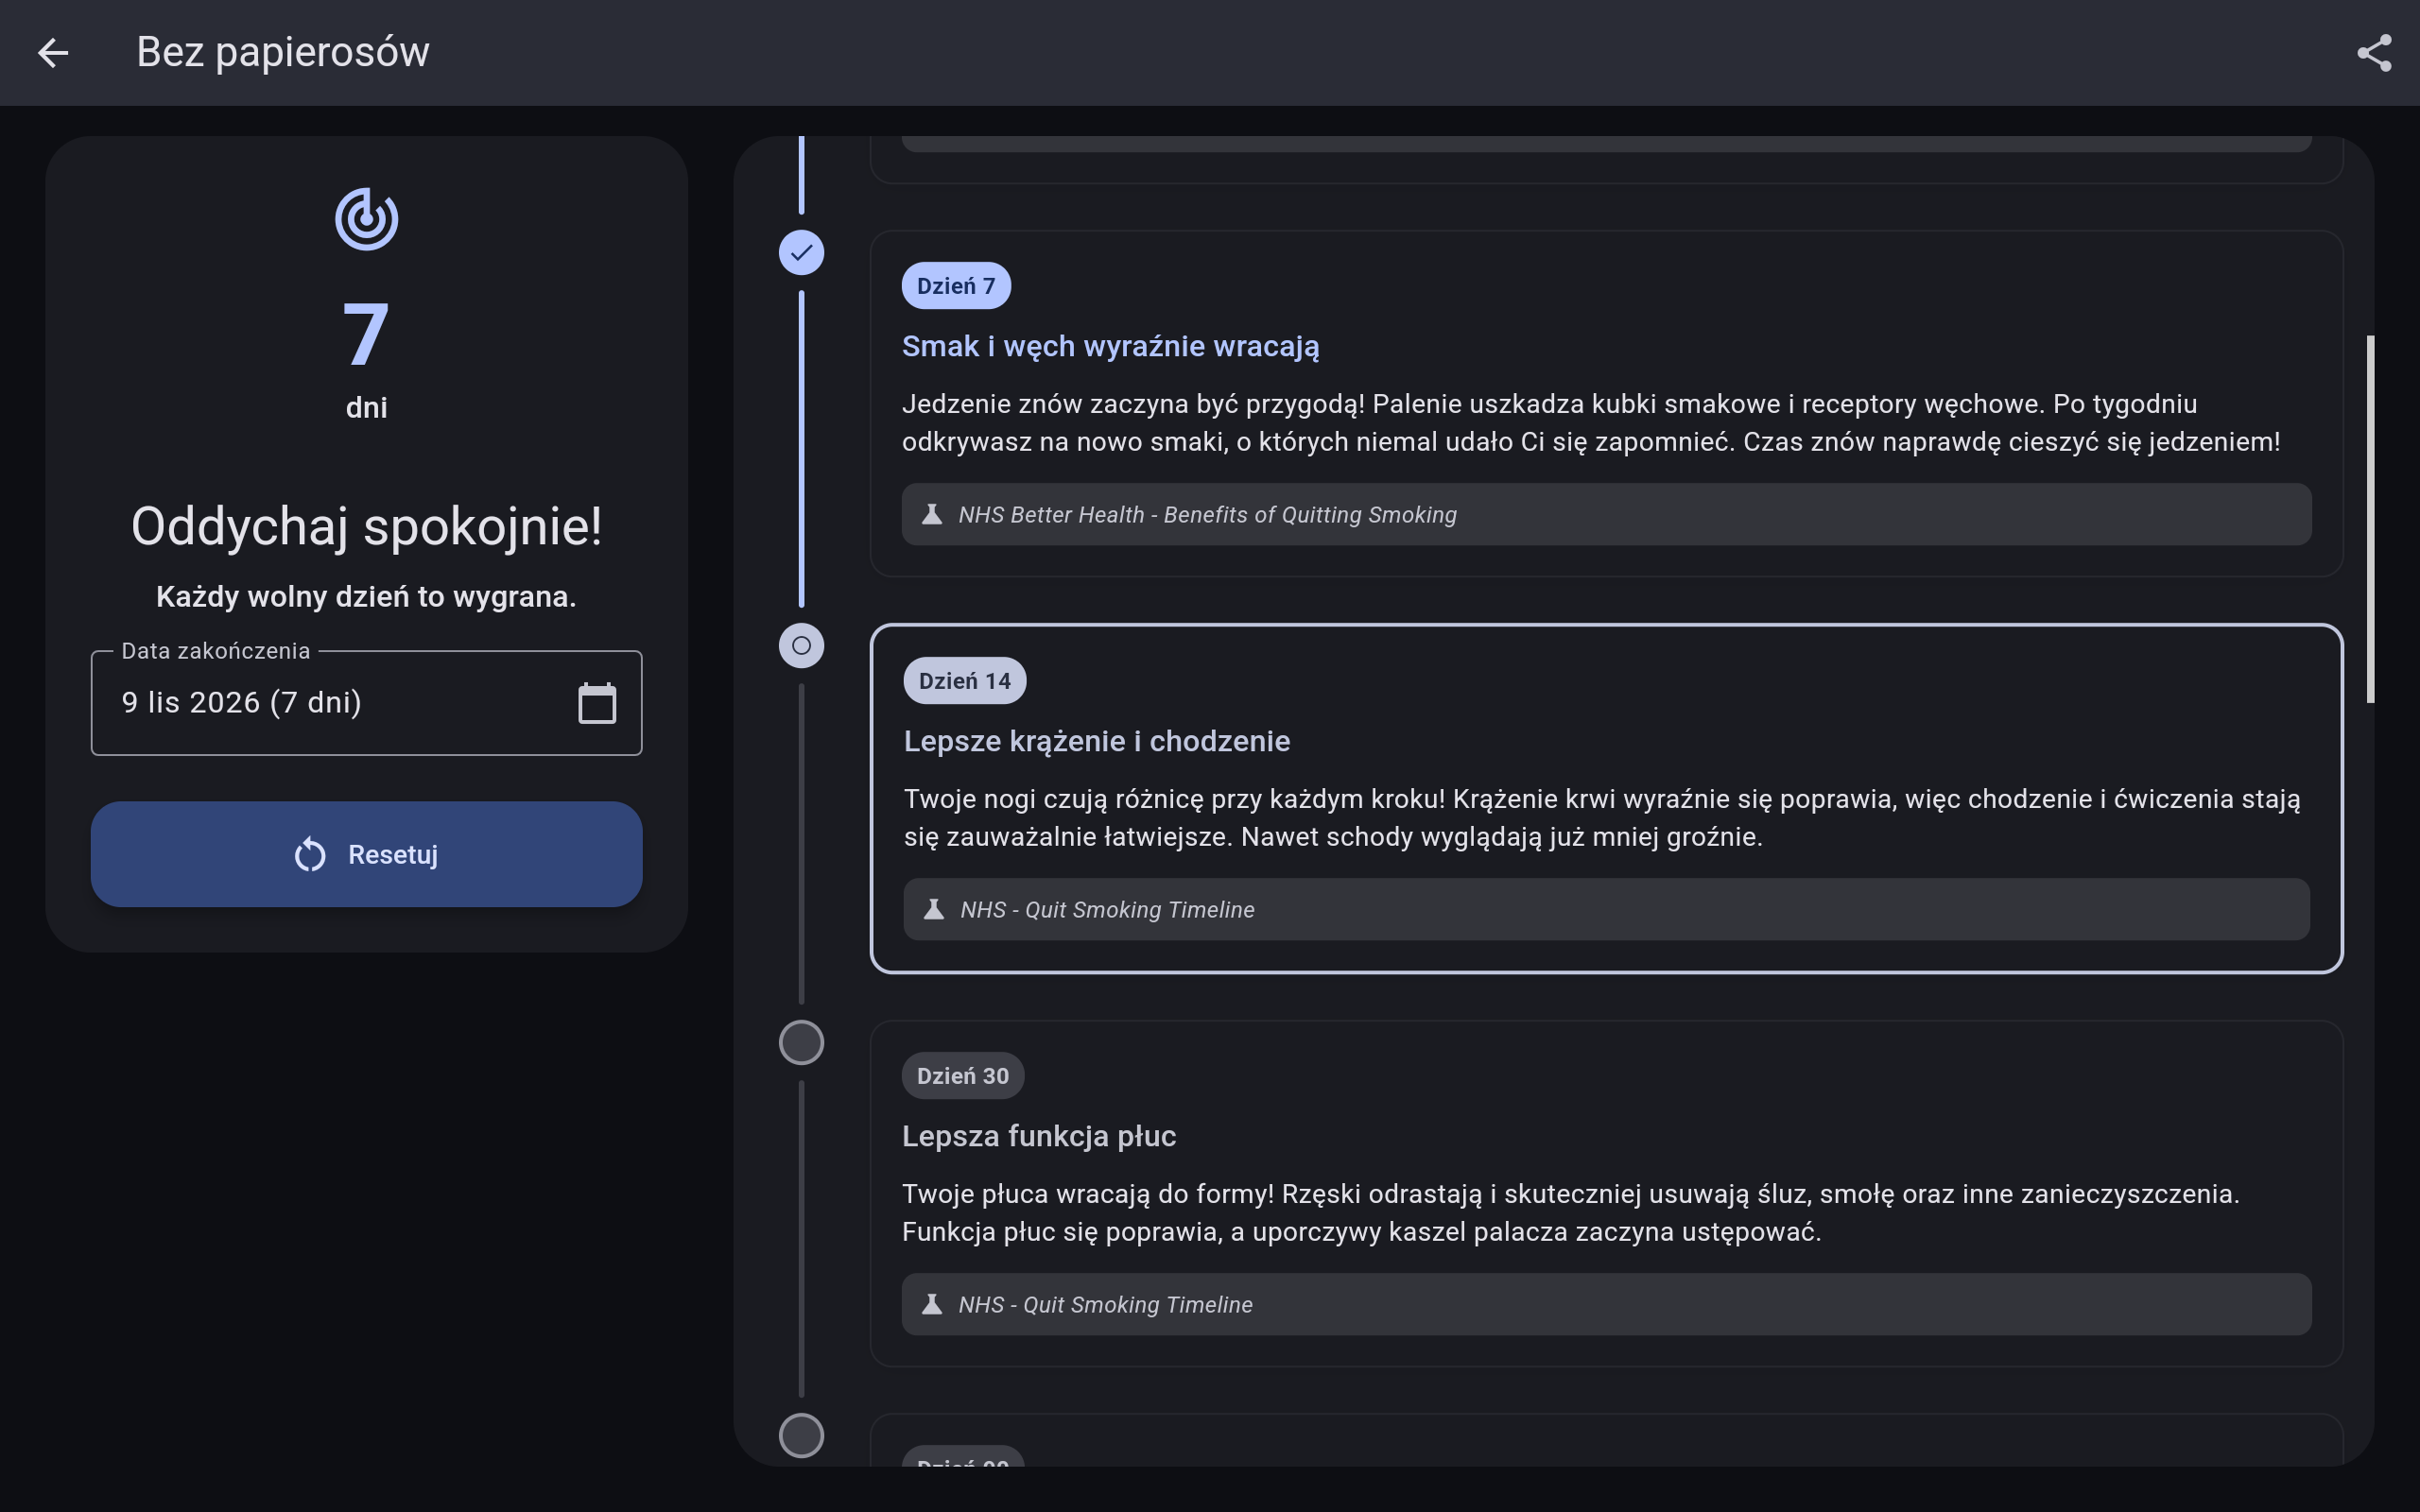 Bez papierosów
7
dni
Oddychaj spokojnie!
Każdy wolny dzień to wygrana.
Data zakończenia
9 lis 2026 (7 dni)
Resetuj
Dzień 7
Smak i węch wyraźnie wracają
Jedzenie znów zaczyna być przygodą! Palenie uszkadza kubki smakowe i receptory węchowe. Po tygodniu
odkrywasz na nowo smaki, o których niemal udało Ci się zapomnieć. Czas znów naprawdę cieszyć się jedzeniem!
NHS Better Health - Benefits of Quitting Smoking
Dzień 14
Lepsze krążenie i chodzenie
Twoje nogi czują różnicę przy każdym kroku! Krążenie krwi wyraźnie się poprawia, więc chodzenie i ćwiczenia stają
się zauważalnie łatwiejsze. Nawet schody wyglądają już mniej groźnie.
NHS - Quit Smoking Timeline
Dzień 30
Lepsza funkcja płuc
Twoje płuca wracają do formy! Rzęski odrastają i skuteczniej usuwają śluz, smołę oraz inne zanieczyszczenia.
Funkcja płuc się poprawia, a uporczywy kaszel palacza zaczyna ustępować.
NHS - Quit Smoking Timeline
Dzień